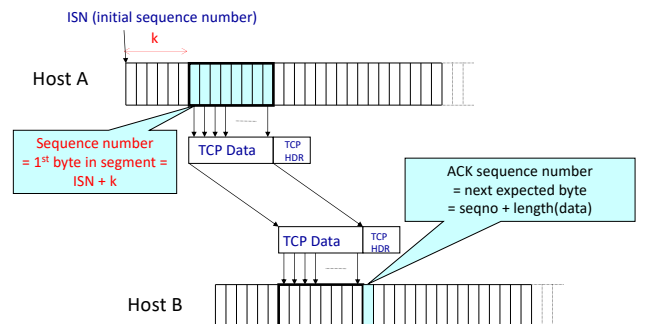 ISN (initial sequence number)
k
Host A
Sequence number
= 1st byte in segment =
ISN + k
TCP Data
TCP
HDR
ACK sequence number
= next expected byte
= seqno + length(data)
TCP Data
TCP
HDR
Host B